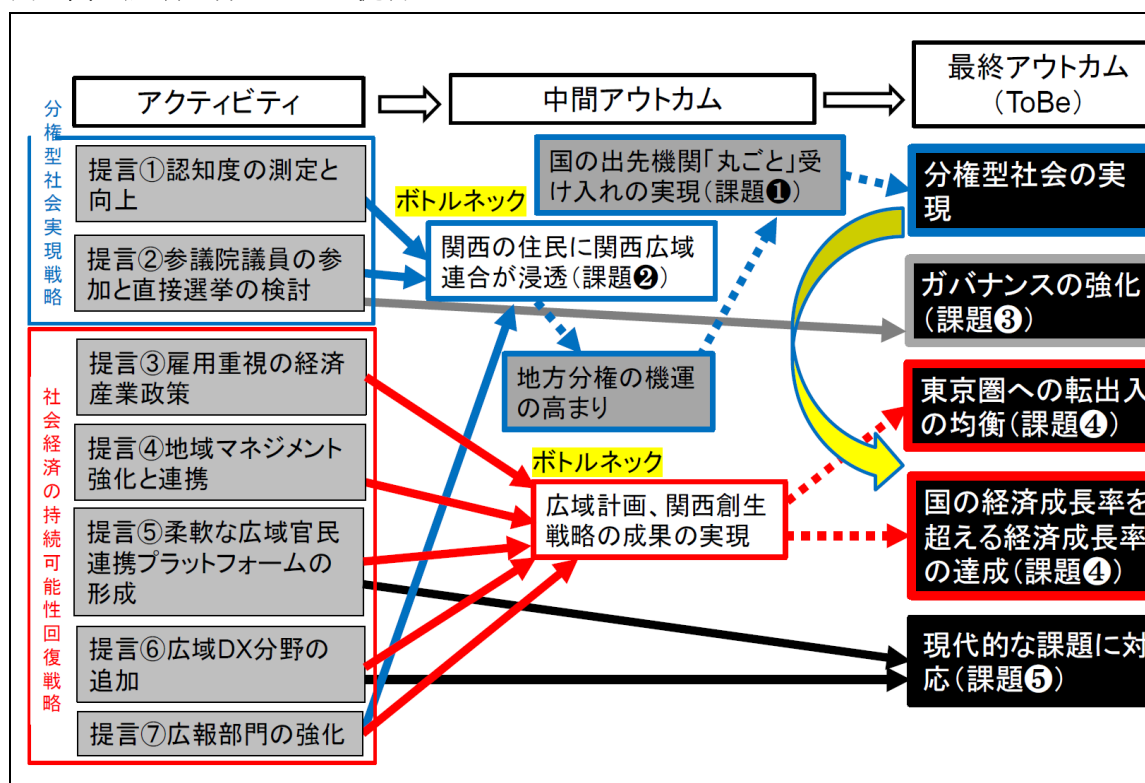 アクティビティ
中間アウトカム
最終アウトカム
（ToBe）
分権型社会実現戦略
提言①認知度の測定と
向上
提言②参議院議員の参
加と直接選挙の検討
社会経済の持続可能性回復戦略
提言③雇用重視の経済
産業政策
提言④地域マネジメント
強化と連携
提言⑤柔軟な広域官民
連携プラットフォームの
形成
提言⑥広域DX分野の
追加
提言⑦広報部門の強化
ボトルネック
関西の住民に関西広域
連合が浸透（課題❷）
国の出先機関「丸ごと」受
け入れの実現（課題❶）
地方分権の機運
の高まり
ボトルネック
広域計画、関西創生
戦略の成果の実現
分権型社会の実
現
ガバナンスの強化
（課題❸）
東京圏への転出入
の均衡（課題❹）
国の経済成長率を
超える経済成長率
の達成（課題❹）
現代的な課題に対
応（課題❺）